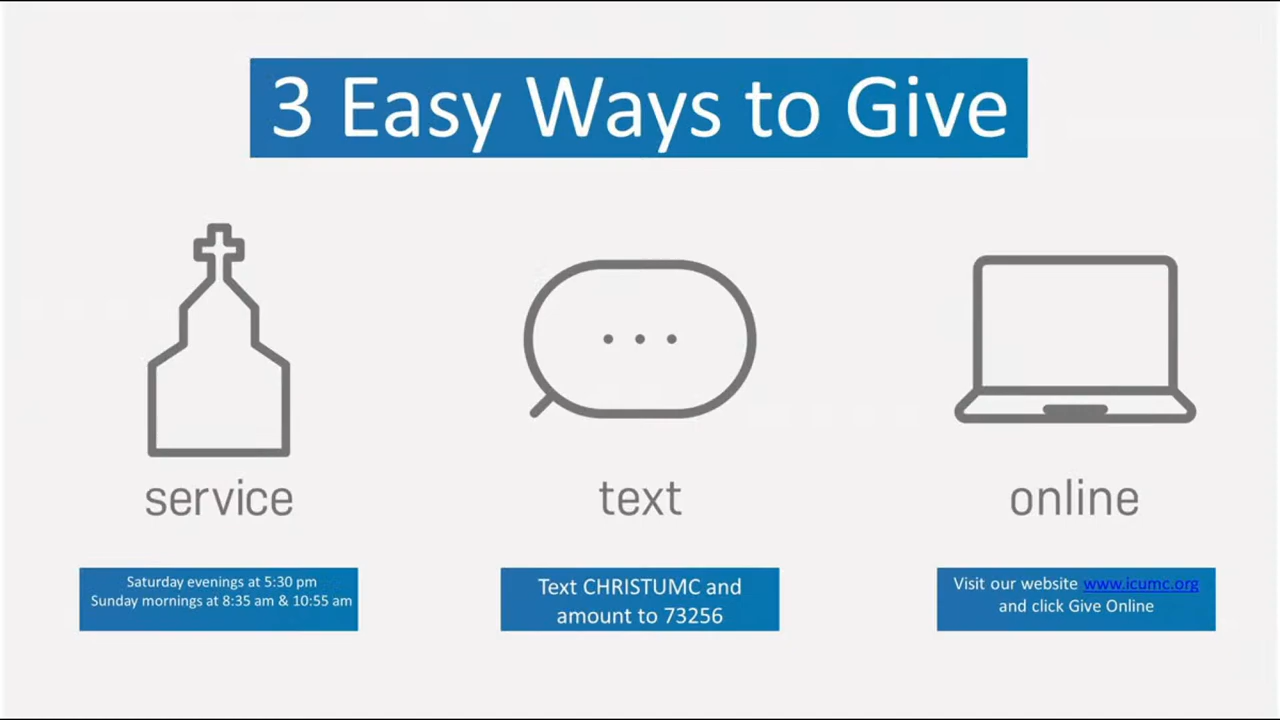 3 Easy Ways to Give
service
text
online
Saturday evenings at 5:30 pm
Sunday mornings at 8:35 am & 10:55 am
Text CHRISTUMC and
amount to 73256
Visit our website www.icumc.org
and click Give Online